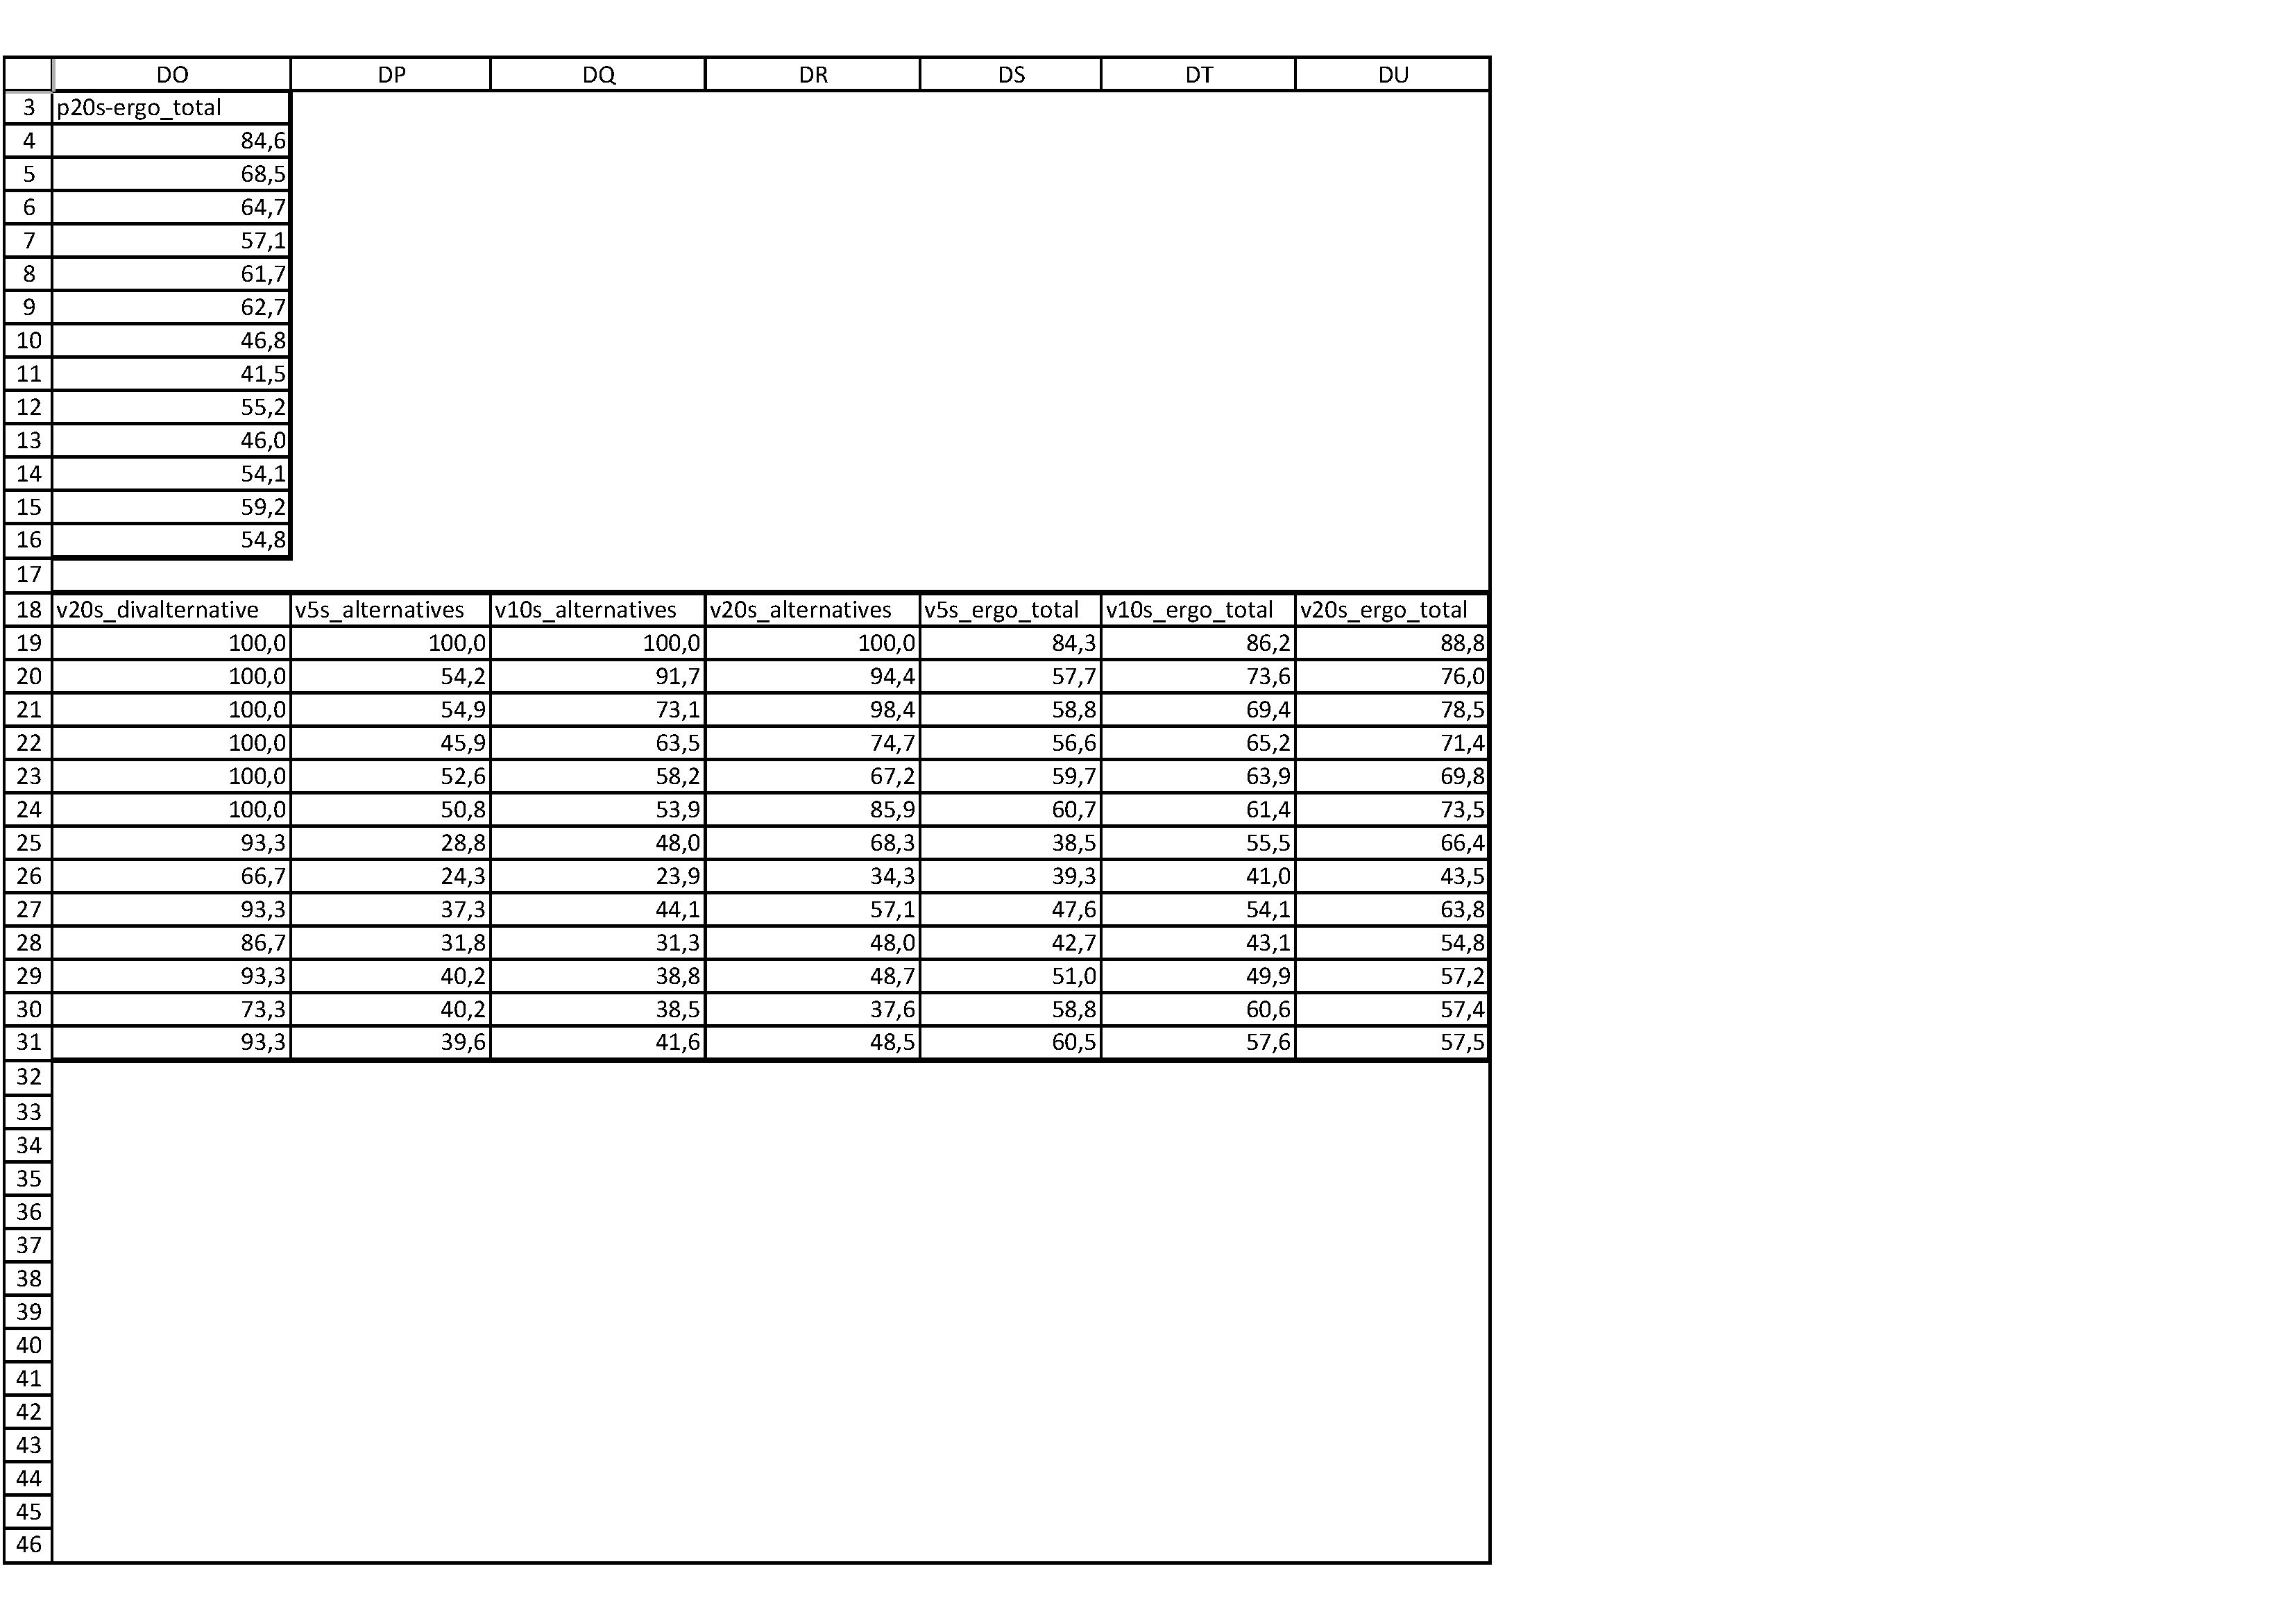 DO DP DQ DR DS DT DU
3 p20s-ergo_total
4 84,6
5 68,5
6 64,7
7 57,1
8 61,7
9 62,7
10 46,8
11 41,5
12 55,2
13 46,0
14 54,1
15 59,2
16 54,8
17
18 v20s_divalternative v5s_alternatives v10s_alternatives v20s_alternatives v5s_ergo_total v10s_ergo_total v20s_ergo_total
19 100,0 100,0 100,0 100,0 84,3 86,2 88,8
20 100,0 54,2 91,7 94,4 57,7 73,6 76,0
21 100,0 54,9 73,1 98,4 58,8 69,4 78,5
22 100,0 45,9 63,5 74,7 56,6 65,2 71,4
23 100,0 52,6 58,2 67,2 59,7 63,9 69,8
24 100,0 50,8 53,9 85,9 60,7 61,4 73,5
25 93,3 28,8 48,0 68,3 38,5 55,5 66,4
26 66,7 24,3 23,9 34,3 39,3 41,0 43,5
27 93,3 37,3 44,1 57,1 47,6 54,1 63,8
28 86,7 31,8 31,3 48,0 42,7 43,1 54,8
29 93,3 40,2 38,8 48,7 51,0 49,9 57,2
30 73,3 40,2 38,5 37,6 58,8 60,6 57,4
31 93,3 39,6 41,6 48,5 60,5 57,6 57,5
32
33
34
35
36
37
38
39
40
41
42
43
44
45
46